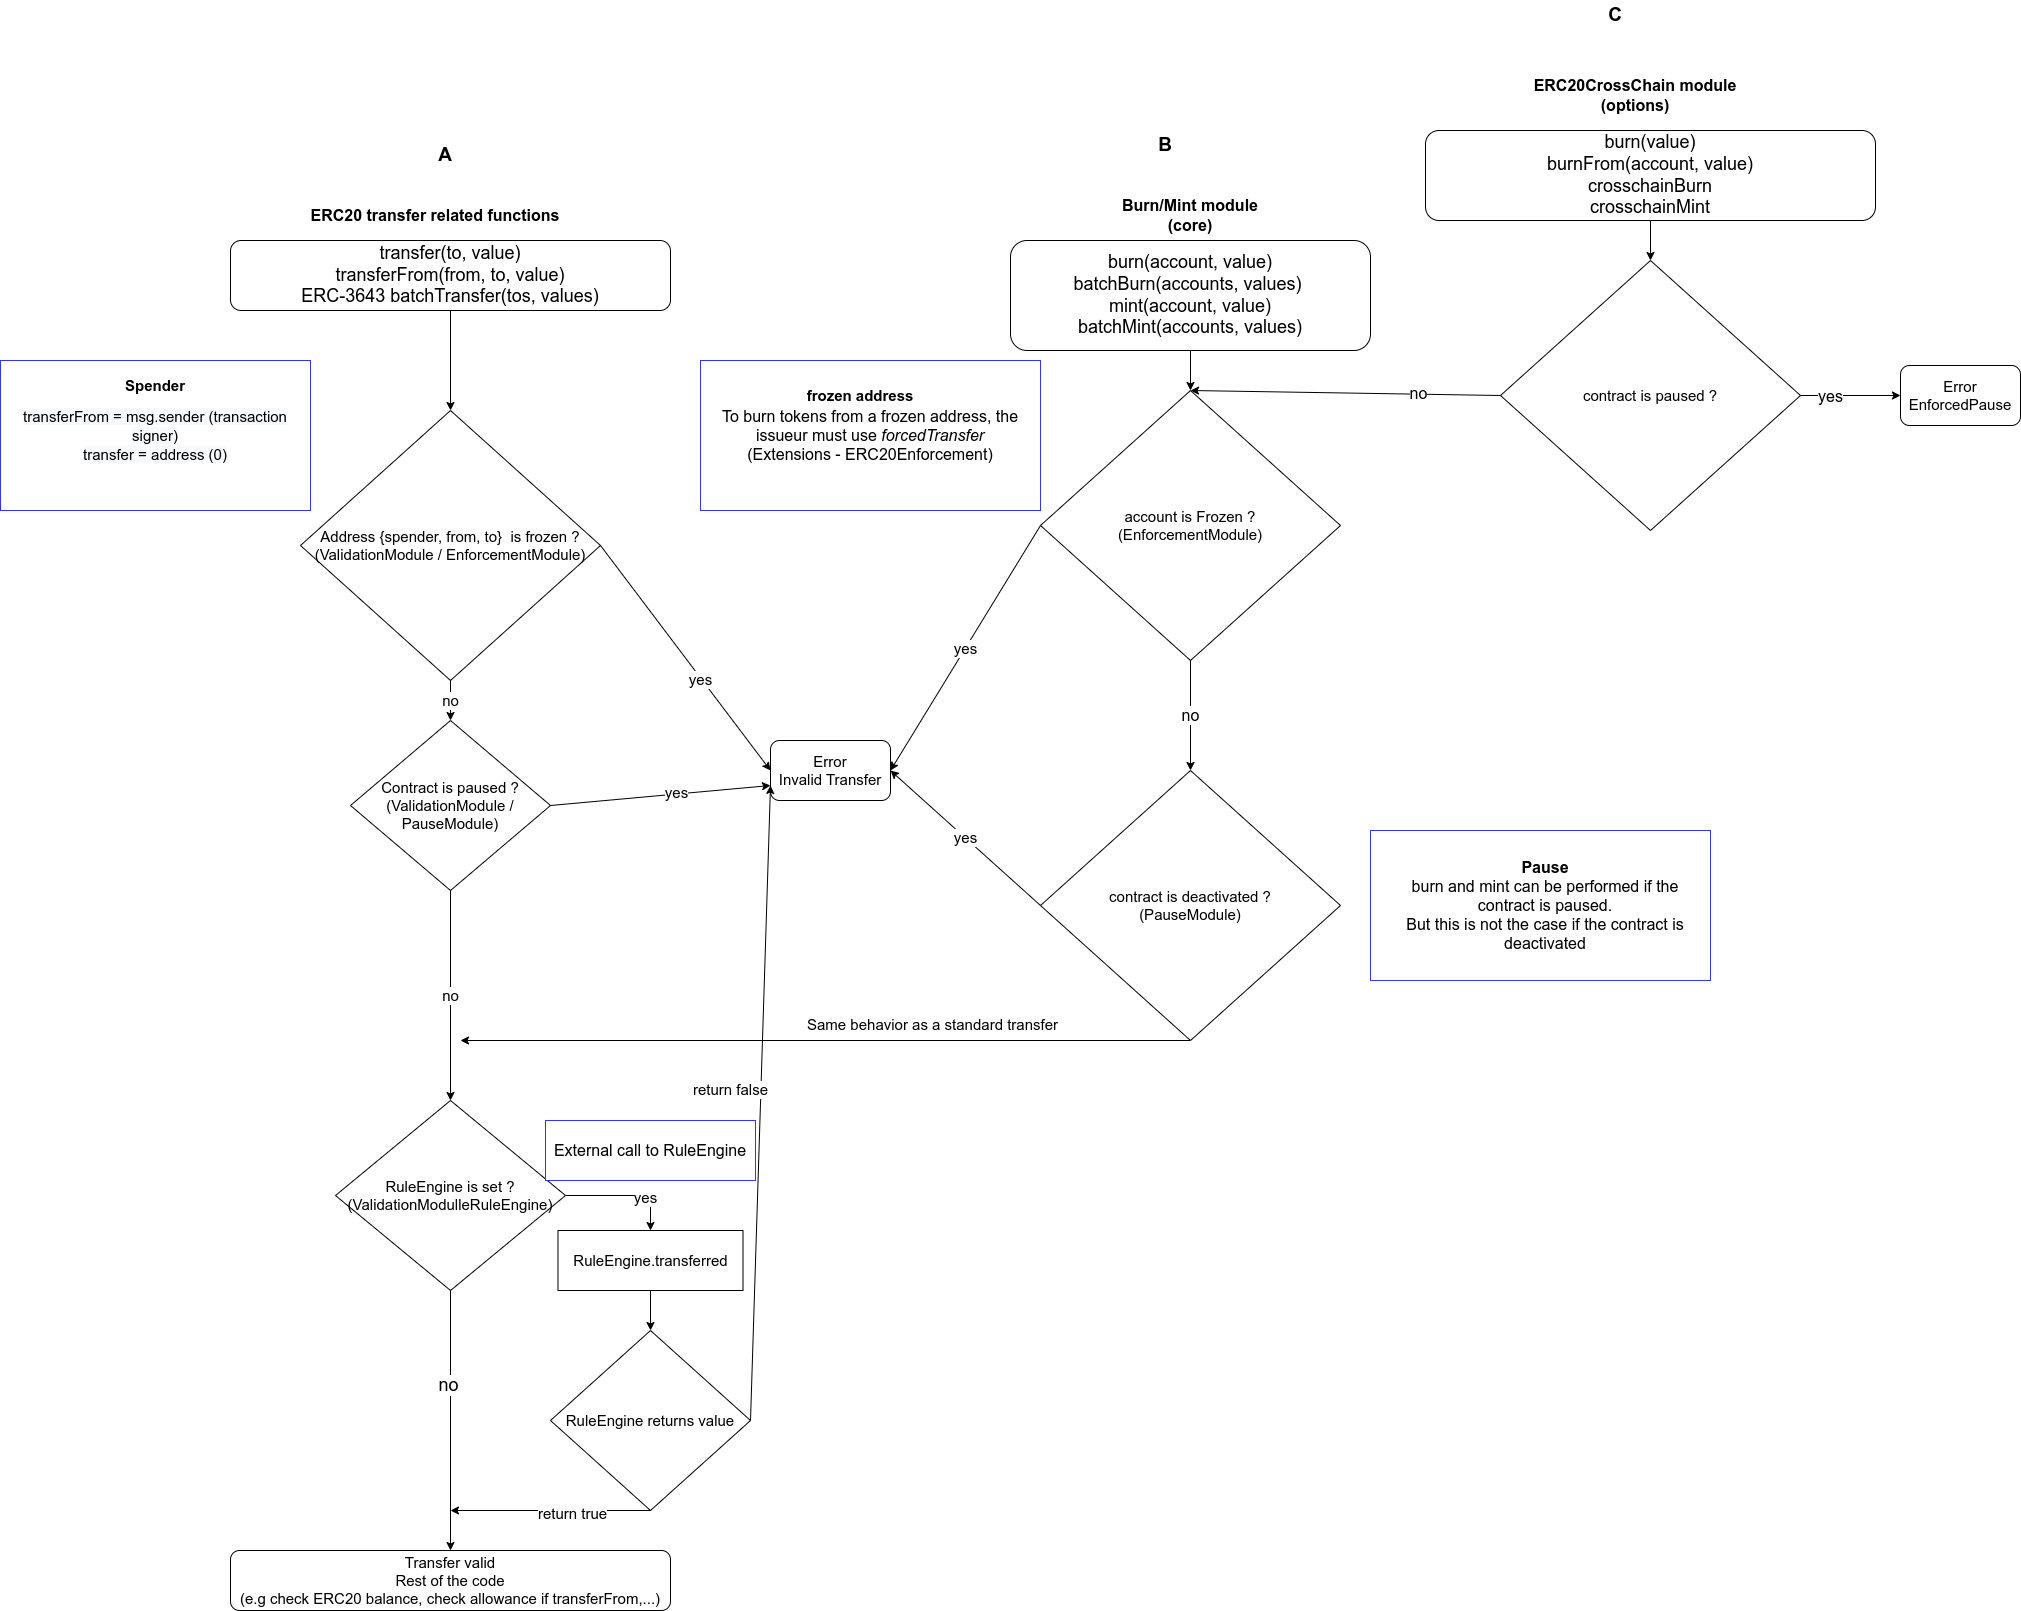 C
ERC20CrossChain module
(options)
burn(value)
burnFrom(account, value)
crosschainBurn
crosschainMint
contract is paused ?
no
yes
Error
EnforcedPause
A
ERC20 transfer related functions
transfer(to, value)
transferFrom(from, to, value)
ERC-3643 batchTransfer(tos, values)
Spender
transferFrom = msg.sender (transaction
signer)
transfer = address (0)
Address {spender, from, to}  is frozen ?
(ValidationModule / EnforcementModule)
yes
no
Contract is paused ?
(ValidationModule /
PauseModule)
yes
no
B
Burn/Mint module
(core)
burn(account, value)
batchBurn(accounts, values)
mint(account, value)
batchMint(accounts, values)
frozen address
To burn tokens from a frozen address, the
issueur must use forcedTransfer
(Extensions - ERC20Enforcement)
account is Frozen ?
(EnforcementModule)
yes
no
Error
Invalid Transfer
contract is deactivated ?
(PauseModule)
yes
Pause
burn and mint can be performed if the
contract is paused.
But this is not the case if the contract is
deactivated
Same behavior as a standard transfer
return false
External call to RuleEngine
RuleEngine is set ?
(ValidationModulleRuleEngine)
yes
RuleEngine.transferred
no
RuleEngine returns value
return true
Transfer valid
Rest of the code
(e.g check ERC20 balance, check allowance if transferFrom,...)